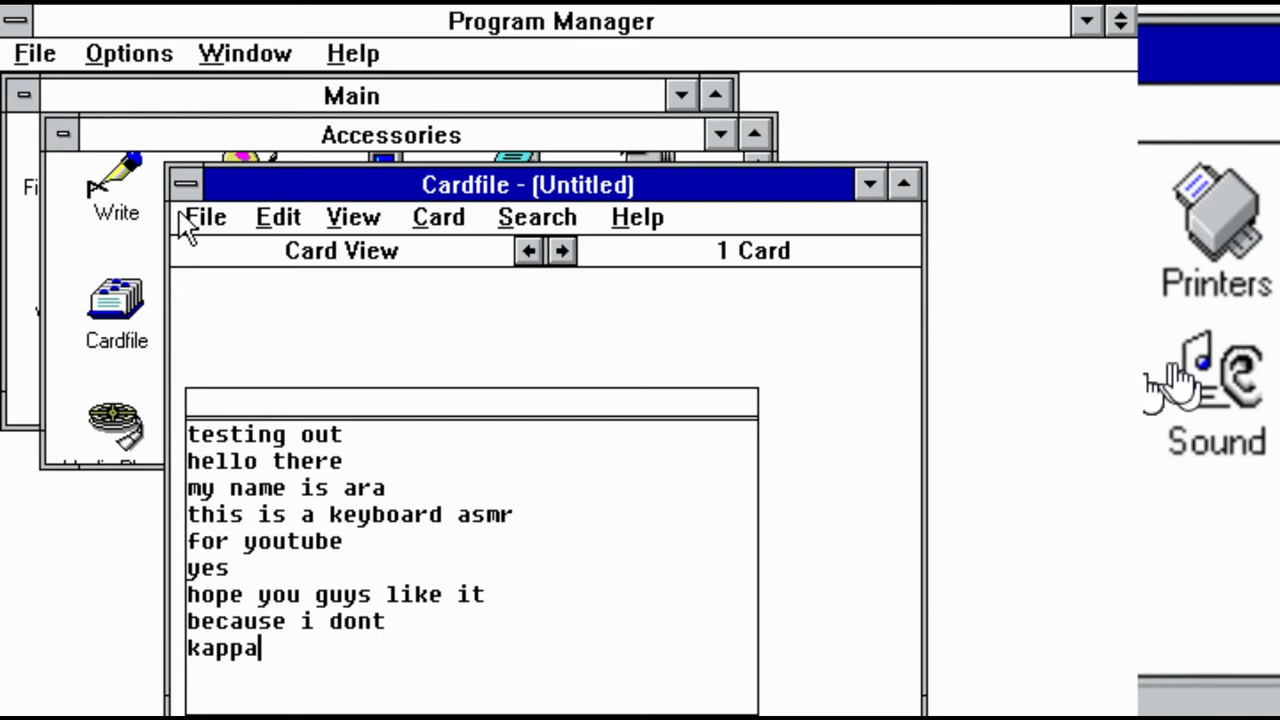 Program Manager
File Options Window Help
Main
Accessories
Write
Cardfile
Cardfile - (Untitled)
File Edit View Card Search Help
Card View 1 Card
testing out
hello there
my name is ara
this is a keyboard asmr
for youtube
yes
hope you guys like it
because i dont
kappa
Printers
Sound